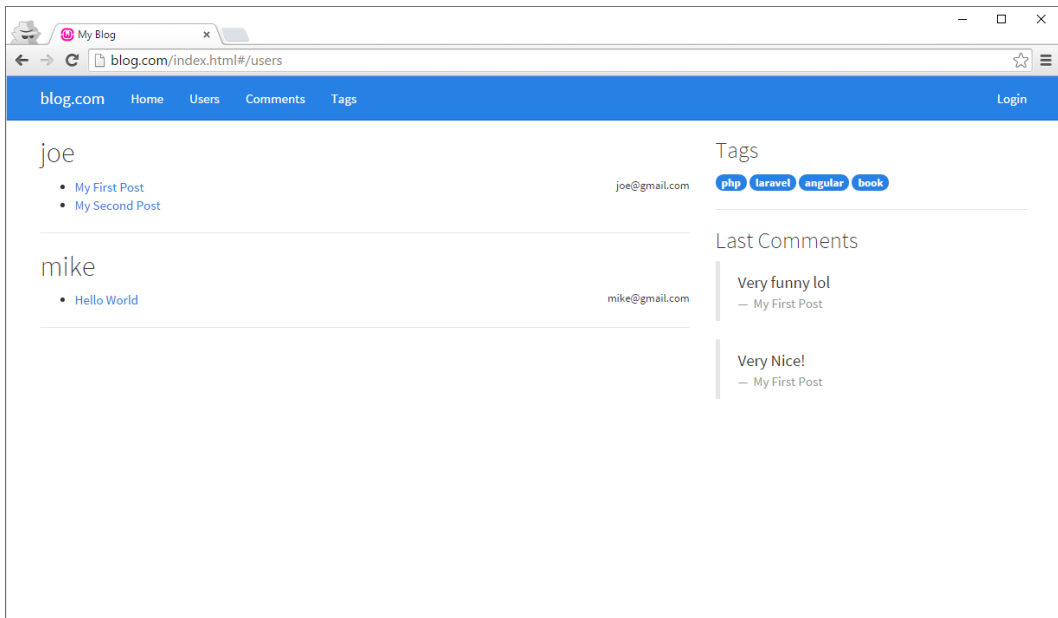 My Blog
blog.com/index.html#/users
blog.com Home Users Comments Tags Login
joe
My First Post
joe@gmail.com
My Second Post
mike
Hello World
mike@gmail.com
Tags
php laravel angular book
Last Comments
Very funny lol
— My First Post
Very Nice!
— My First Post